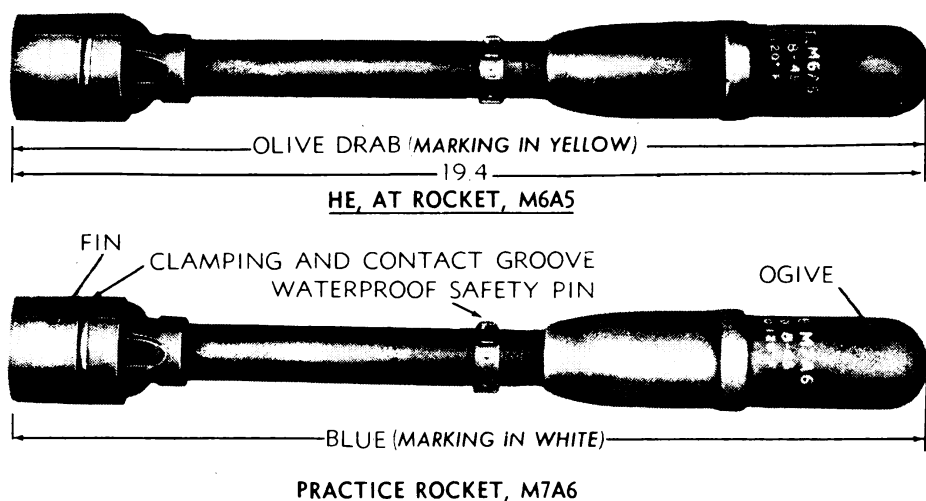 M6A5
OLIVE DRAB (MARKING IN YELLOW)
19.4
HE, AT ROCKET, M6A5
FIN
CLAMPING AND CONTACT GROOVE
WATERPROOF SAFETY PIN
OGIVE
BLUE (MARKING IN WHITE)
PRACTICE ROCKET, M7A6